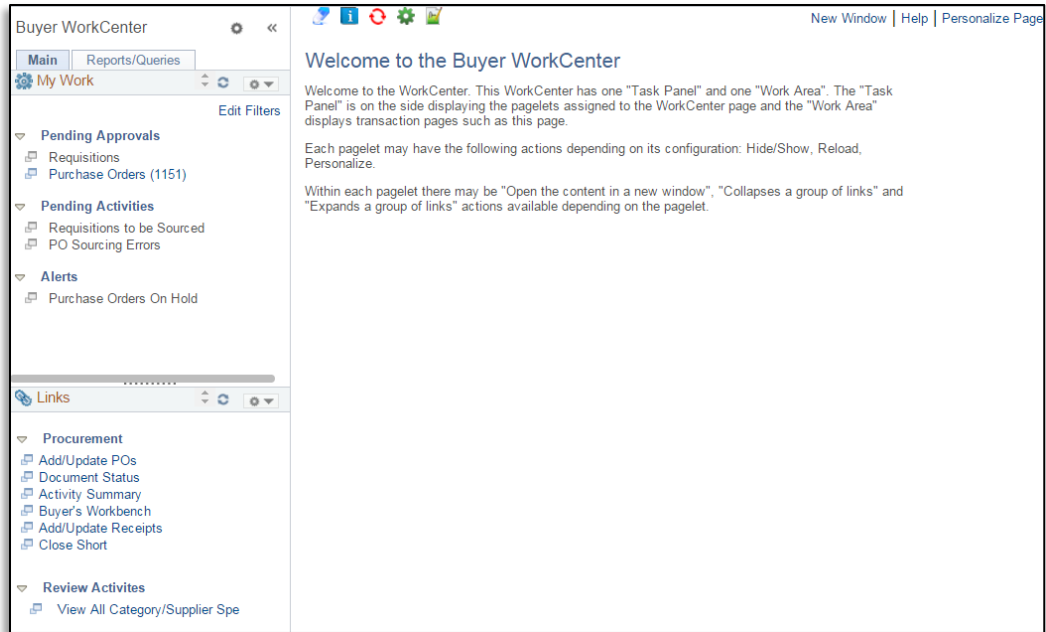 Buyer WorkCenter
New Window | Help | Personalize Page
Main Reports/Queries
My Work
Edit Filters
Pending Approvals
Requisitions
Purchase Orders (1151)
Pending Activities
Requisitions to be Sourced
PO Sourcing Errors
Alerts
Purchase Orders On Hold
Links
Procurement
Add/Update POs
Document Status
Activity Summary
Buyer's Workbench
Add/Update Receipts
Close Short
Review Activites
View All Category/Supplier Spe
Welcome to the Buyer WorkCenter
Welcome to the WorkCenter. This WorkCenter has one "Task Panel" and one "Work Area". The "Task
Panel" is on the side displaying the pagelets assigned to the WorkCenter page and the "Work Area"
displays transaction pages such as this page.
Each pagelet may have the following actions depending on its configuration: Hide/Show, Reload,
Personalize.
Within each pagelet there may be "Open the content in a new window", "Collapses a group of links" and
"Expands a group of links" actions available depending on the pagelet.